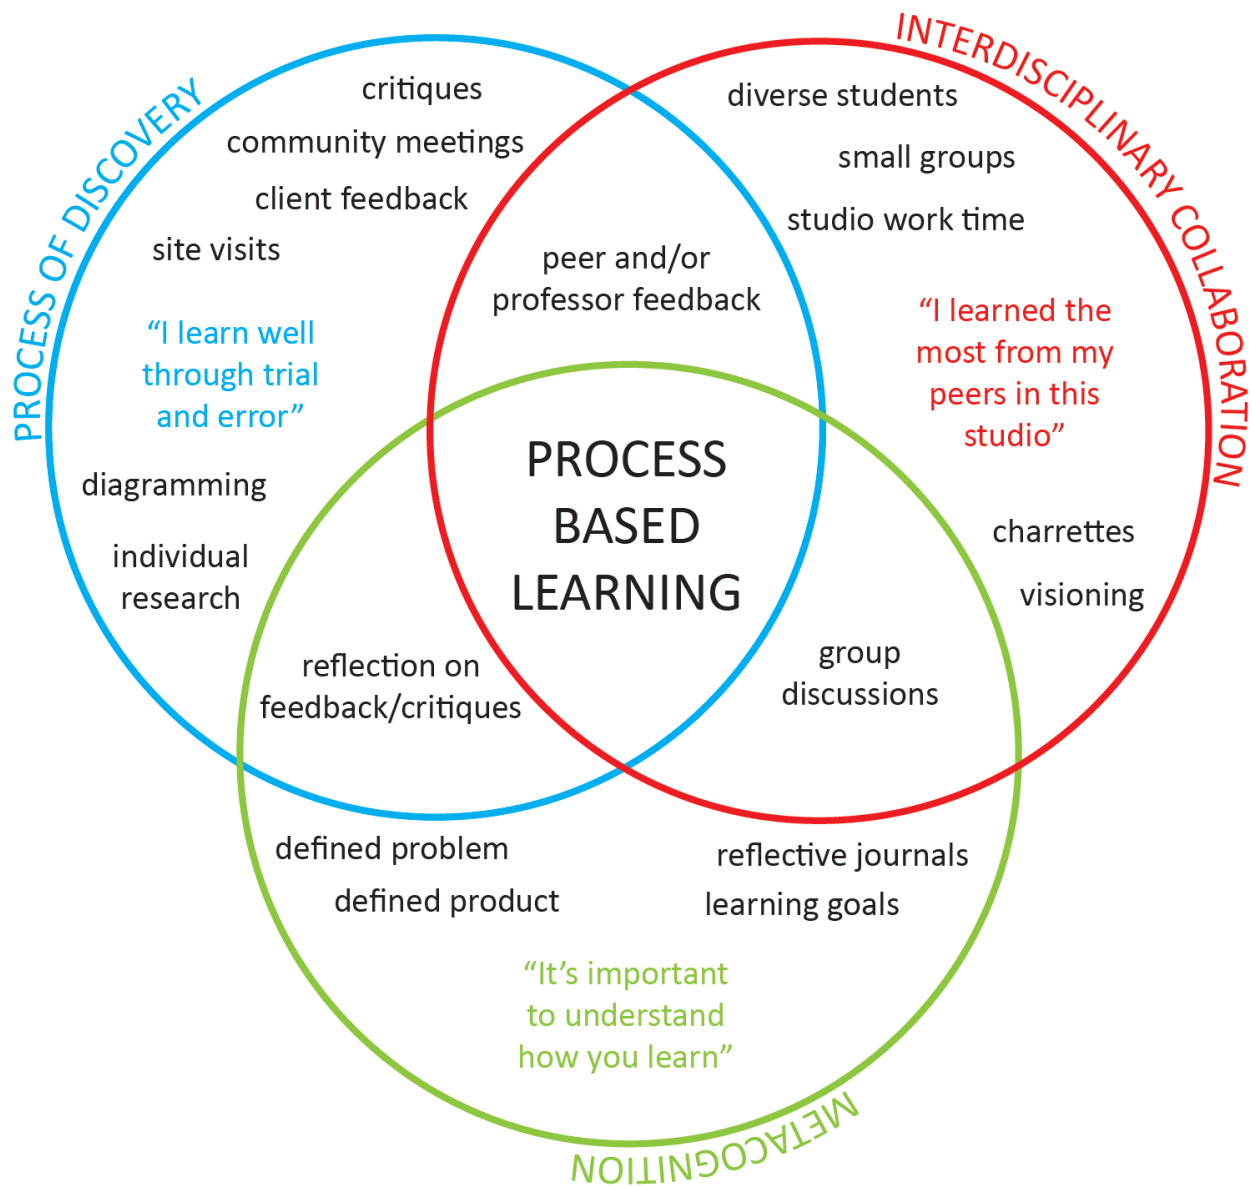 PROCESS OF DISCOVERY
critiques
community meetings
client feedback
site visits
“I learn well
through trial
and error”
diagramming
individual
research
INTERDISCIPLINARY COLLABORATION
diverse students
small groups
studio work time
“I learned the
most from my
peers in this
studio”
charrettes
visioning
peer and/or
professor feedback
PROCESS
BASED
LEARNING
reflection on
feedback/critiques
group
discussions
defined problem
defined product
reflective journals
learning goals
“It’s important
to understand
how you learn”
METACOGNITION